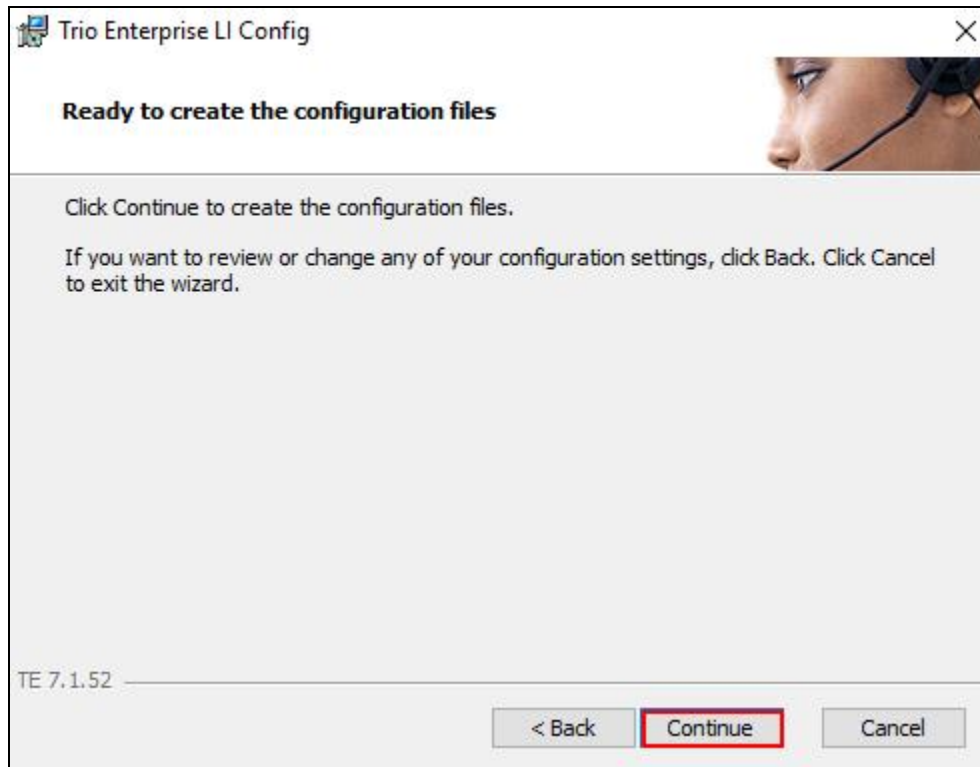 Trio Enterprise LI Config
Ready to create the configuration files
Click Continue to create the configuration files.
If you want to review or change any of your configuration settings, click Back. Click Cancel
to exit the wizard.
TE 7.1.52
< Back Continue Cancel